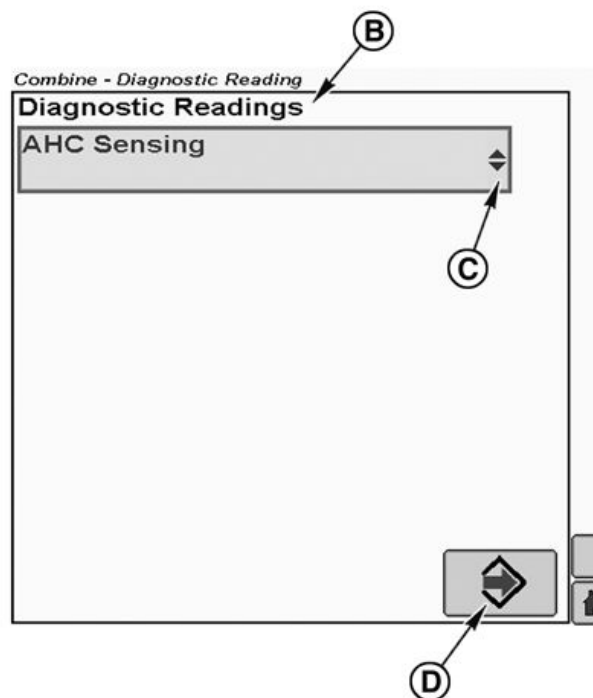 B
Combine - Diagnostic Reading
Diagnostic Readings
AHC Sensing
C
D